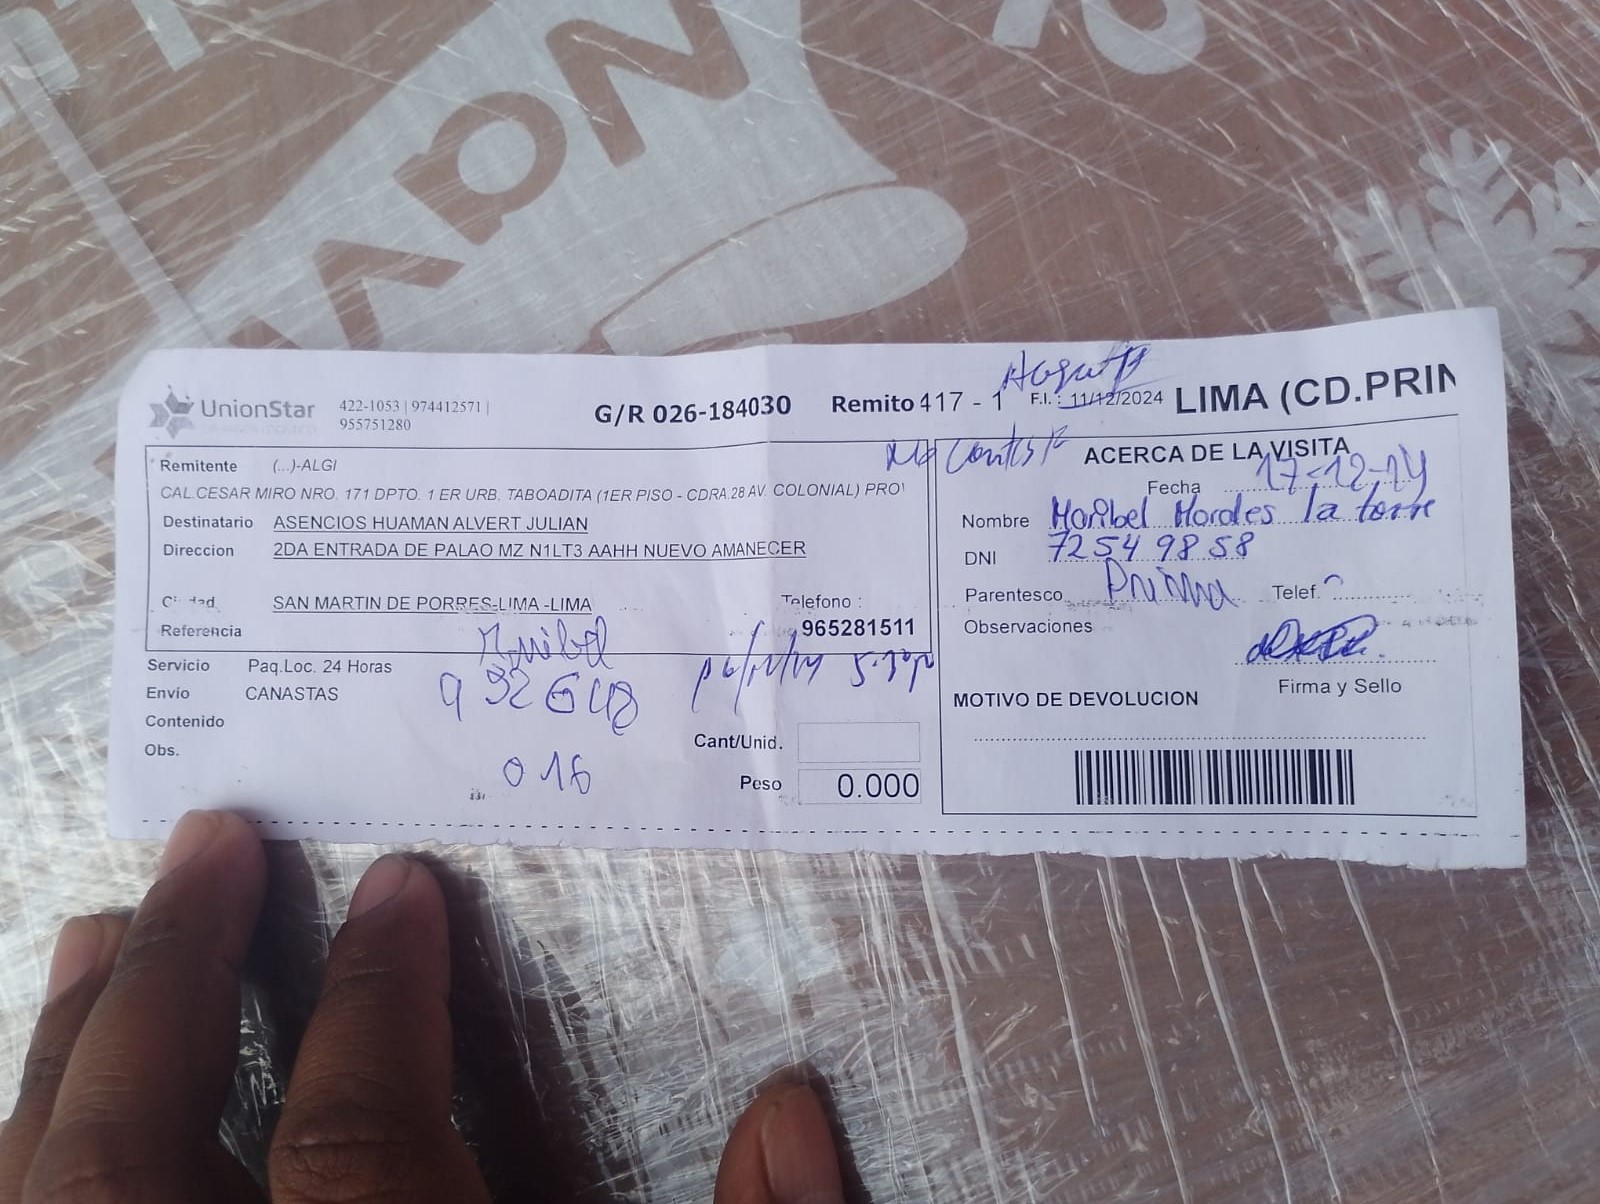 UnionStar
422-1053 | 974412571 |
955751280
G/R 026-184030
Remito 417 - 1
F.I. : 11/12/2024
LIMA (CD.PRIN
Remitente (...)-ALGI
CAL.CESAR MIRO NRO. 171 DPTO. 1 ER URB. TABOADITA (1ER PISO - CDRA.28 AV. COLONIAL) PRO
Destinatario ASENCIOS HUAMAN ALVERT JULIAN
Direccion 2DA ENTRADA DE PALAO MZ N1LT3 AAHH NUEVO AMANECER
Ciudad SAN MARTIN DE PORRES-LIMA -LIMA
Telefono :
Referencia
965281511
Servicio Paq.Loc. 24 Horas
Envío CANASTAS
Contenido
Obs.
932648
016
Cant/Unid.
Peso 0.000
No
ACERCA DE LA VISITA
Fecha 17-12-24
Nombre Maribel Morales la torre
DNI 72549858
Parentesco Prima Telef.
Observaciones
Firma y Sello
MOTIVO DE DEVOLUCION